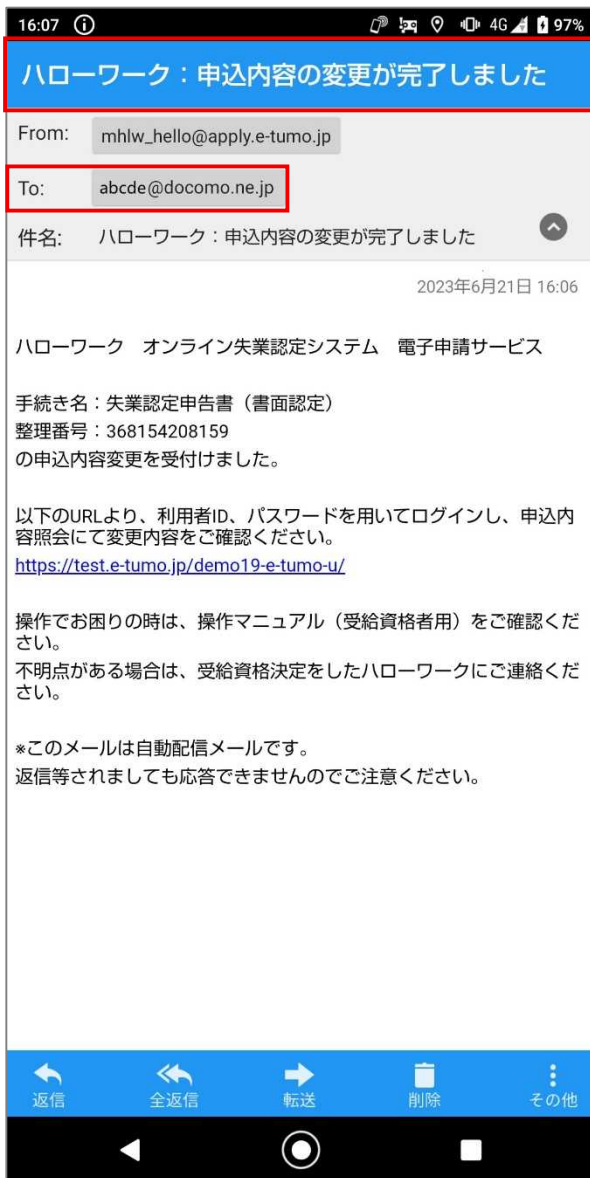 16:07 4G 97%
ハローワーク：申込内容の変更が完了しました
From: mhlw_hello@apply.e-tumo.jp
To: abcde@docomo.ne.jp
件名: ハローワーク：申込内容の変更が完了しました
2023年6月21日 16:06
ハローワーク　オンライン失業認定システム　電子申請サービス
手続き名：失業認定申告書（書面認定）
整理番号：368154208159
の申込内容変更を受付けました。
以下のURLより、利用者ID、パスワードを用いてログインし、申込内
容照会にて変更内容をご確認ください。
https://test.e-tumo.jp/demo19-e-tumo-u/
操作でお困りの時は、操作マニュアル（受給資格者用）をご確認くだ
さい。
不明点がある場合は、受給資格決定をしたハローワークにご連絡くだ
さい。
※このメールは自動配信メールです。
返信等されましても応答できませんのでご注意ください。
返信 全返信 転送 削除 その他